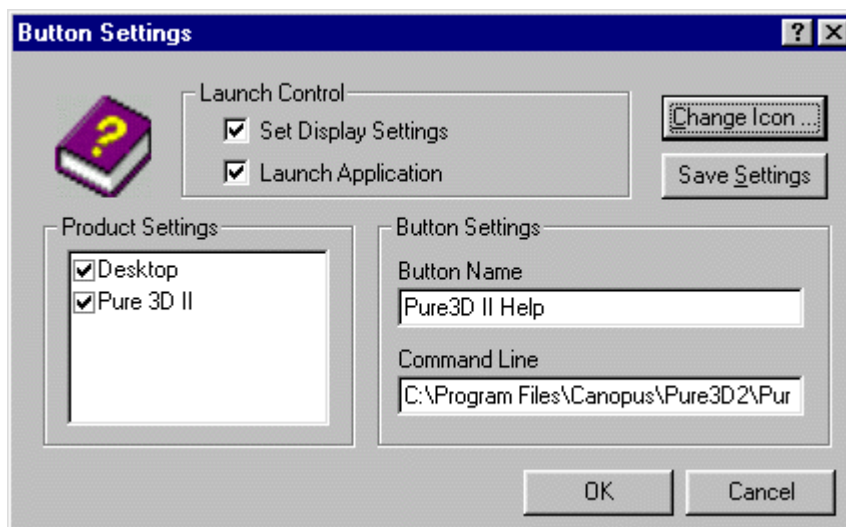 Button Settings
?
Launch Control
Set Display Settings
Launch Application
Change Icon ...
Save Settings
Product Settings
Desktop
Pure 3D II
Button Settings
Button Name
Pure3D II Help
Command Line
C:\Program Files\Canopus\Pure3D2\Pur
OK
Cancel